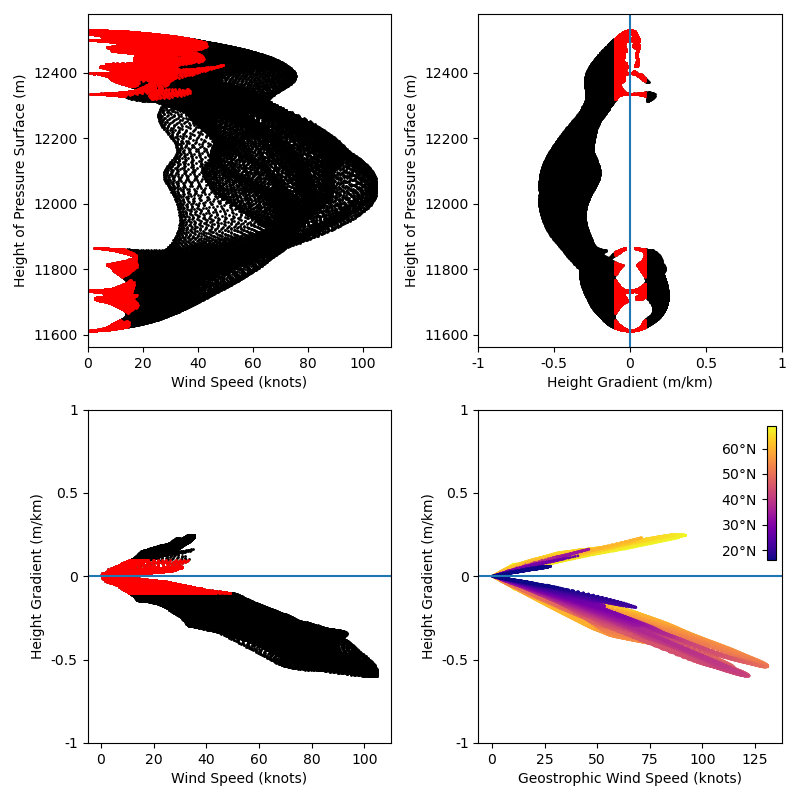 Height of Pressure Surface (m)
12400
12200
12000
11800
11600
0 20 40 60 80 100
Wind Speed (knots)
Height of Pressure Surface (m)
12400
12200
12000
11800
11600
-1 -0.5 0 0.5 1
Height Gradient (m/km)
Height Gradient (m/km)
1
0.5
0
-0.5
-1
0 20 40 60 80 100
Wind Speed (knots)
Height Gradient (m/km)
1
0.5
0
-0.5
-1
60°N
50°N
40°N
30°N
20°N
0 25 50 75 100 125
Geostrophic Wind Speed (knots)